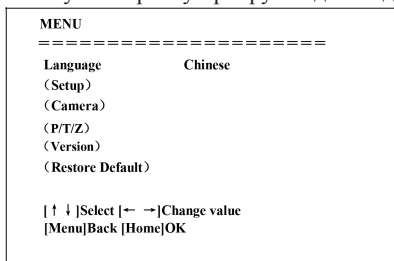 MENU
=====================
Language Chinese
（Setup）
（Camera）
（P/T/Z）
（Version）
（Restore Default）
[↑ ↓]Select [← →]Change value
[Menu]Back [Home]OK